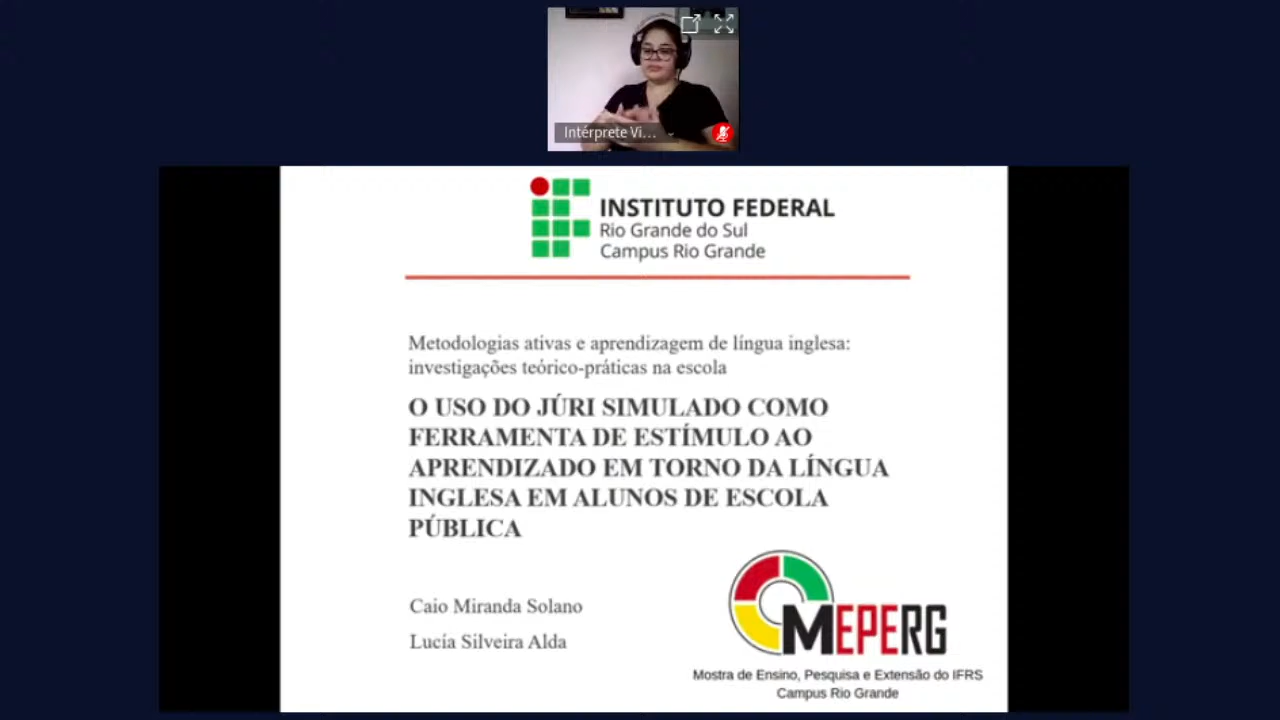 Intérprete Vi...
INSTITUTO FEDERAL
Rio Grande do Sul
Campus Rio Grande
Metodologias ativas e aprendizagem de língua inglesa:
investigações teórico-práticas na escola
O USO DO JÚRI SIMULADO COMO
FERRAMENTA DE ESTÍMULO AO
APRENDIZADO EM TORNO DA LÍNGUA
INGLESA EM ALUNOS DE ESCOLA
PÚBLICA
Caio Miranda Solano
Lucía Silveira Alda
MEPERG
Mostra de Ensino, Pesquisa e Extensão do IFRS
Campus Rio Grande